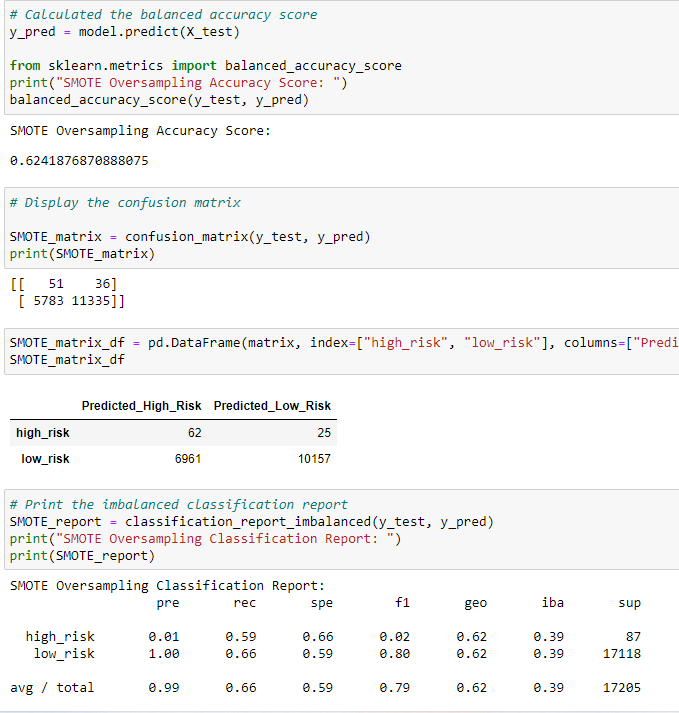 # Calculated the balanced accuracy score
y_pred = model.predict(X_test)
from sklearn.metrics import balanced_accuracy_score
print("SMOTE Oversampling Accuracy Score: ")
balanced_accuracy_score(y_test, y_pred)
SMOTE Oversampling Accuracy Score:
0.6241876870888075
# Display the confusion matrix
SMOTE_matrix = confusion_matrix(y_test, y_pred)
print(SMOTE_matrix)
[[   51    36]
 [ 5783 11335]]
SMOTE_matrix_df = pd.DataFrame(matrix, index=["high_risk", "low_risk"], columns=["Predi
SMOTE_matrix_df
Predicted_High_Risk Predicted_Low_Risk
high_risk 62 25
low_risk 6961 10157
# Print the imbalanced classification report
SMOTE_report = classification_report_imbalanced(y_test, y_pred)
print("SMOTE Oversampling Classification Report: ")
print(SMOTE_report)
SMOTE Oversampling Classification Report:
pre rec spe f1 geo iba sup
high_risk 0.01 0.59 0.66 0.02 0.62 0.39 87
low_risk 1.00 0.66 0.59 0.80 0.62 0.39 17118
avg / total 0.99 0.66 0.59 0.79 0.62 0.39 17205